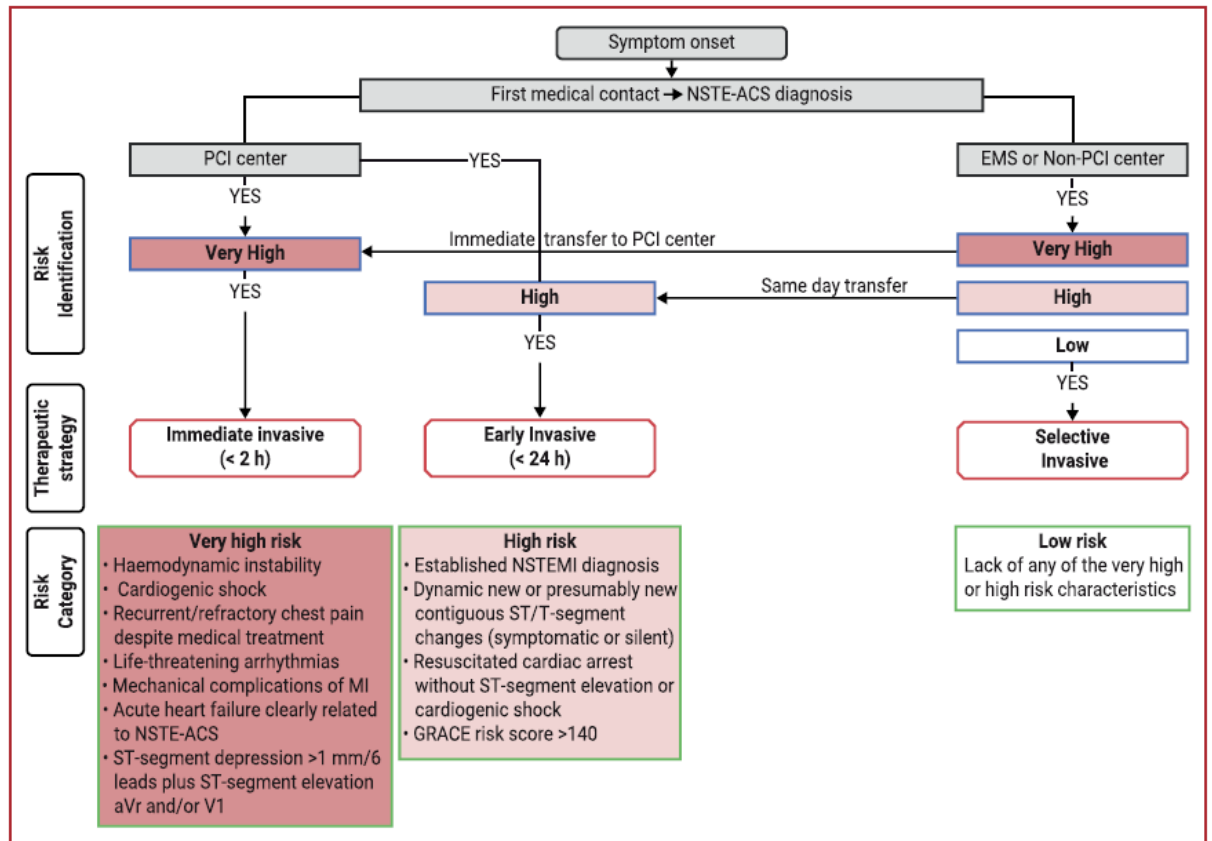 Symptom onset
First medical contact → NSTE-ACS diagnosis
PCI center
YES
EMS or Non-PCI center
YES
YES
Risk
Identification
Very High
Immediate transfer to PCI center
Very High
YES
High
Same day transfer
High
YES
Low
YES
Therapeutic
strategy
Immediate invasive
(< 2 h)
Early Invasive
(< 24 h)
Selective
Invasive
Risk
Category
Very high risk
• Haemodynamic instability
• Cardiogenic shock
• Recurrent/refractory chest pain
despite medical treatment
• Life-threatening arrhythmias
• Mechanical complications of MI
• Acute heart failure clearly related
to NSTE-ACS
• ST-segment depression >1 mm/6
leads plus ST-segment elevation
aVr and/or V1
High risk
• Established NSTEMI diagnosis
• Dynamic new or presumably new
contiguous ST/T-segment
changes (symptomatic or silent)
• Resuscitated cardiac arrest
without ST-segment elevation or
cardiogenic shock
• GRACE risk score >140
Low risk
Lack of any of the very high
or high risk characteristics